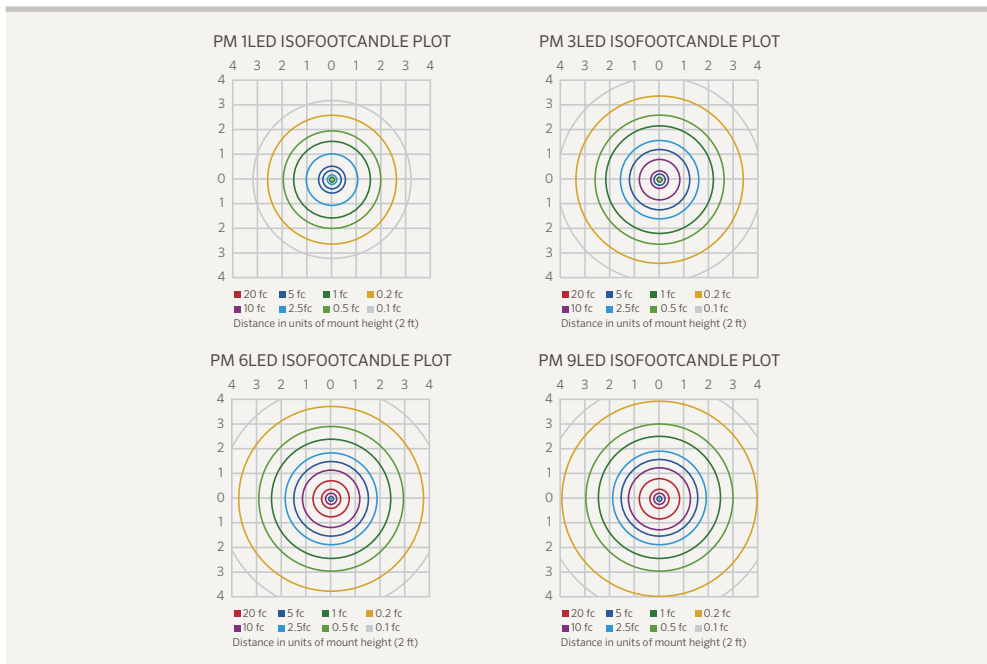 PM 1LED ISOFOOTCANDLE PLOT
4 3 2 1 0 1 2 3 4
4
3
2
1
0
1
2
3
4
20 fc 5 fc 1 fc 0.2 fc
10 fc 2.5fc 0.5 fc 0.1 fc
Distance in units of mount height (2 ft)
PM 3LED ISOFOOTCANDLE PLOT
4 3 2 1 0 1 2 3 4
4
3
2
1
0
1
2
3
4
20 fc 5 fc 1 fc 0.2 fc
10 fc 2.5fc 0.5 fc 0.1 fc
Distance in units of mount height (2 ft)
PM 6LED ISOFOOTCANDLE PLOT
4 3 2 1 0 1 2 3 4
4
3
2
1
0
1
2
3
4
20 fc 5 fc 1 fc 0.2 fc
10 fc 2.5fc 0.5 fc 0.1 fc
Distance in units of mount height (2 ft)
PM 9LED ISOFOOTCANDLE PLOT
4 3 2 1 0 1 2 3 4
4
3
2
1
0
1
2
3
4
20 fc 5 fc 1 fc 0.2 fc
10 fc 2.5fc 0.5 fc 0.1 fc
Distance in units of mount height (2 ft)